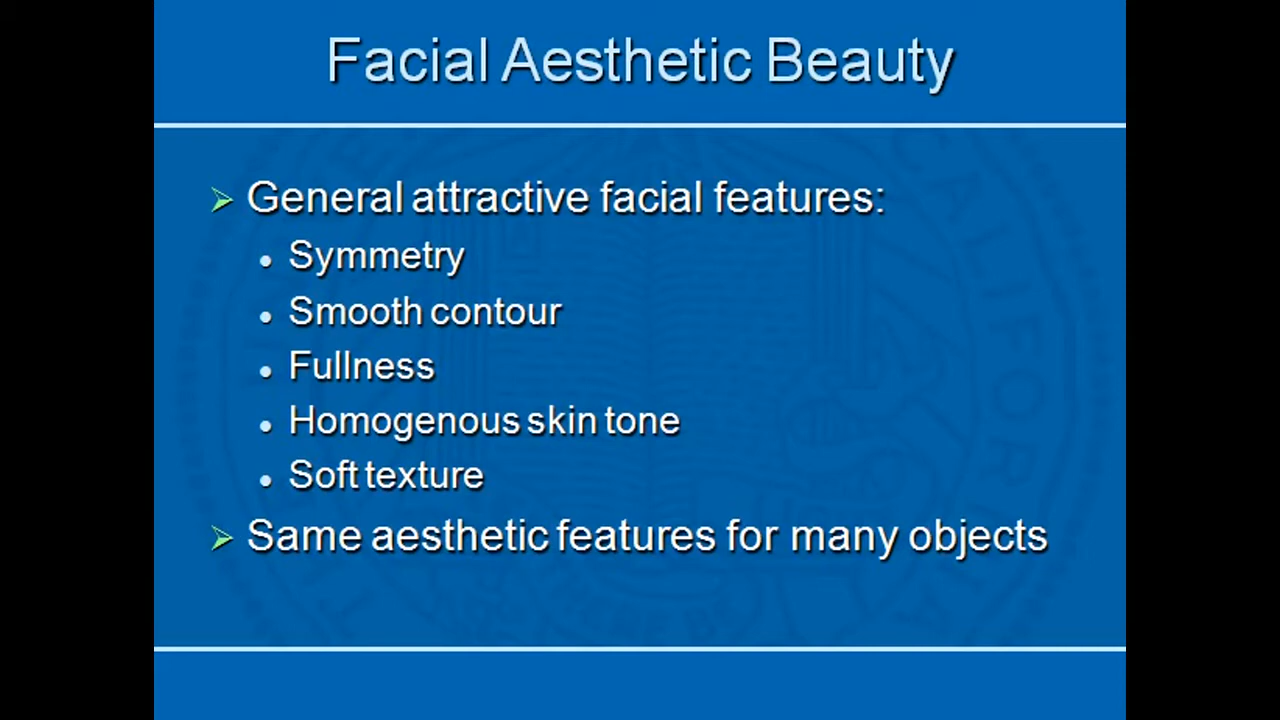 Facial Aesthetic Beauty
General attractive facial features:
Symmetry
Smooth contour
Fullness
Homogenous skin tone
Soft texture
Same aesthetic features for many objects